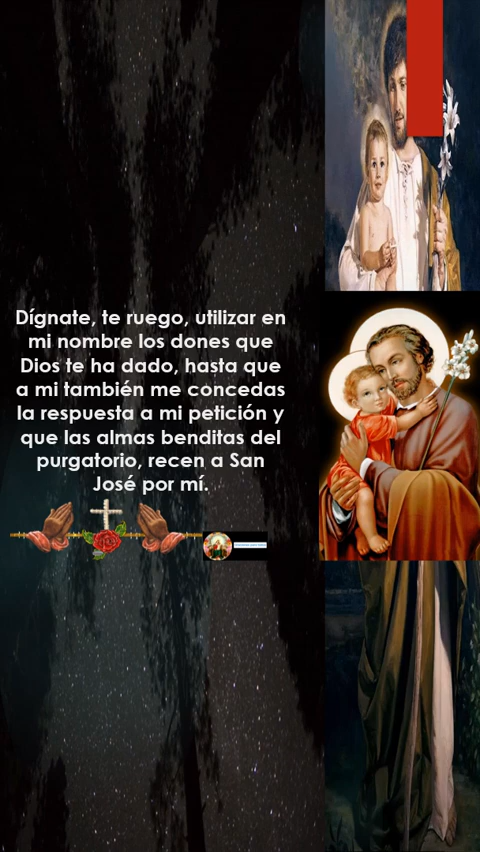 Dígnate, te ruego, utilizar en
mi nombre los dones que
Dios te ha dado, hasta que
a mi también me concedas
la respuesta a mi petición y
que las almas benditas del
purgatorio, recen a San
José por mí.